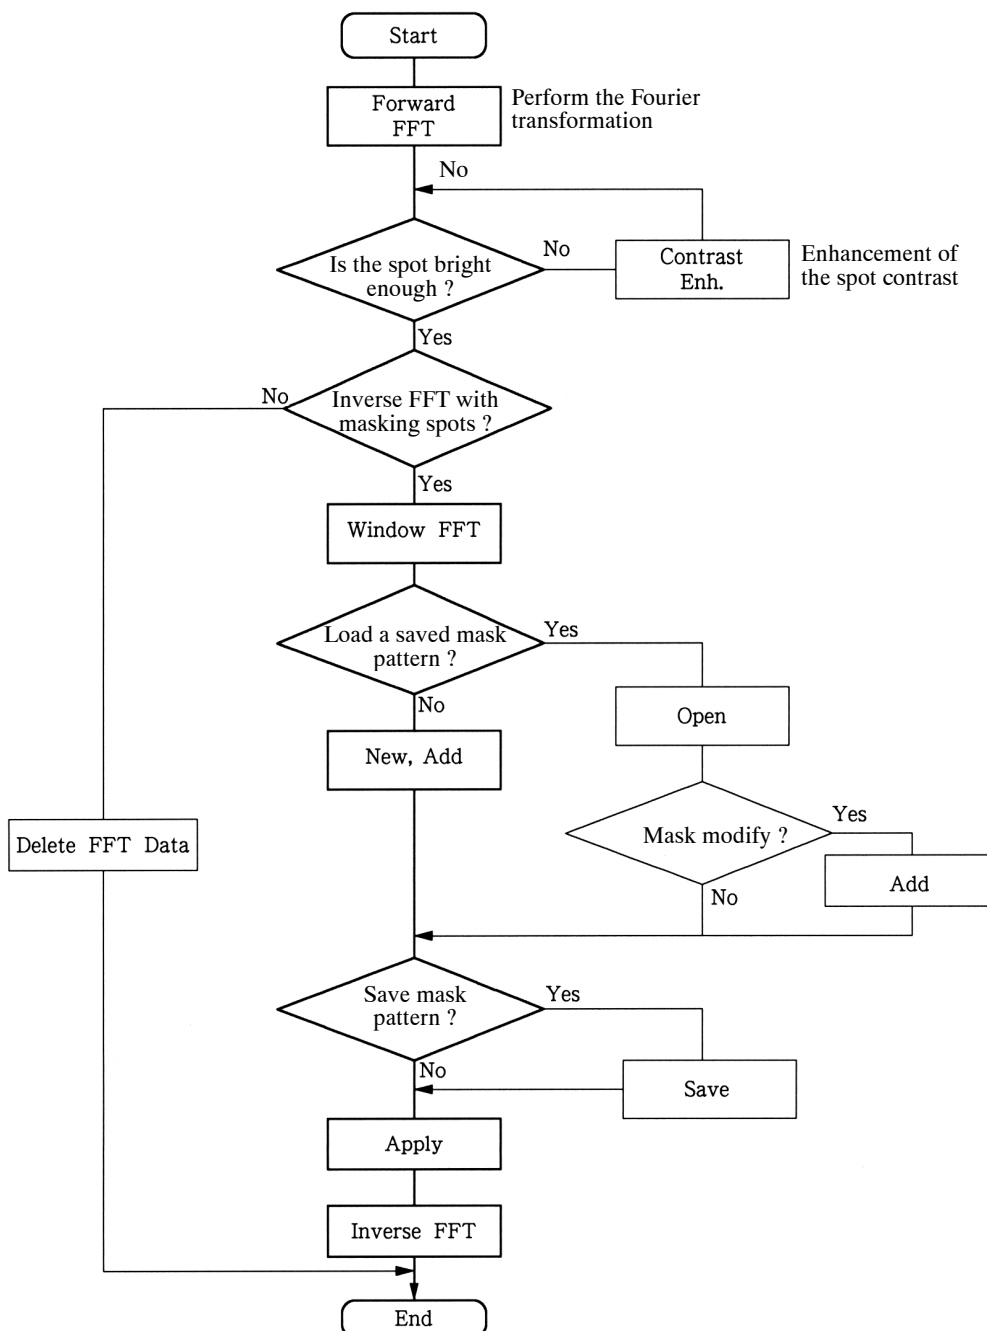 Start
Forward
FFT
Perform the Fourier
transformation
No
Is the spot bright
enough ?
No
Contrast
Enh.
Enhancement of
the spot contrast
Yes
No
Inverse FFT with
masking spots ?
Yes
Window FFT
Load a saved mask
pattern ?
Yes
No
Open
New, Add
Delete FFT Data
Mask modify ?
Yes
Add
No
Save mask
pattern ?
Yes
No
Save
Apply
Inverse FFT
End